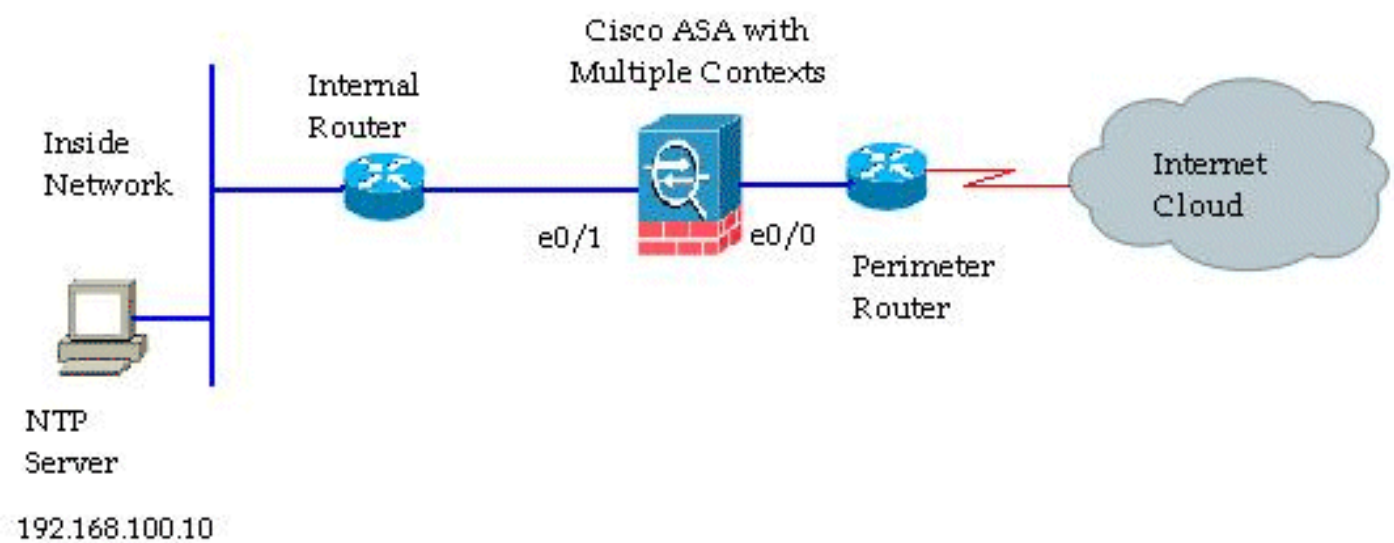 Cisco ASA with
Multiple Contexts
Internal
Router
Inside
Network
Internet
Cloud
e0/1
e0/0
Perimeter
Router
NTP
Server
192.168.100.10